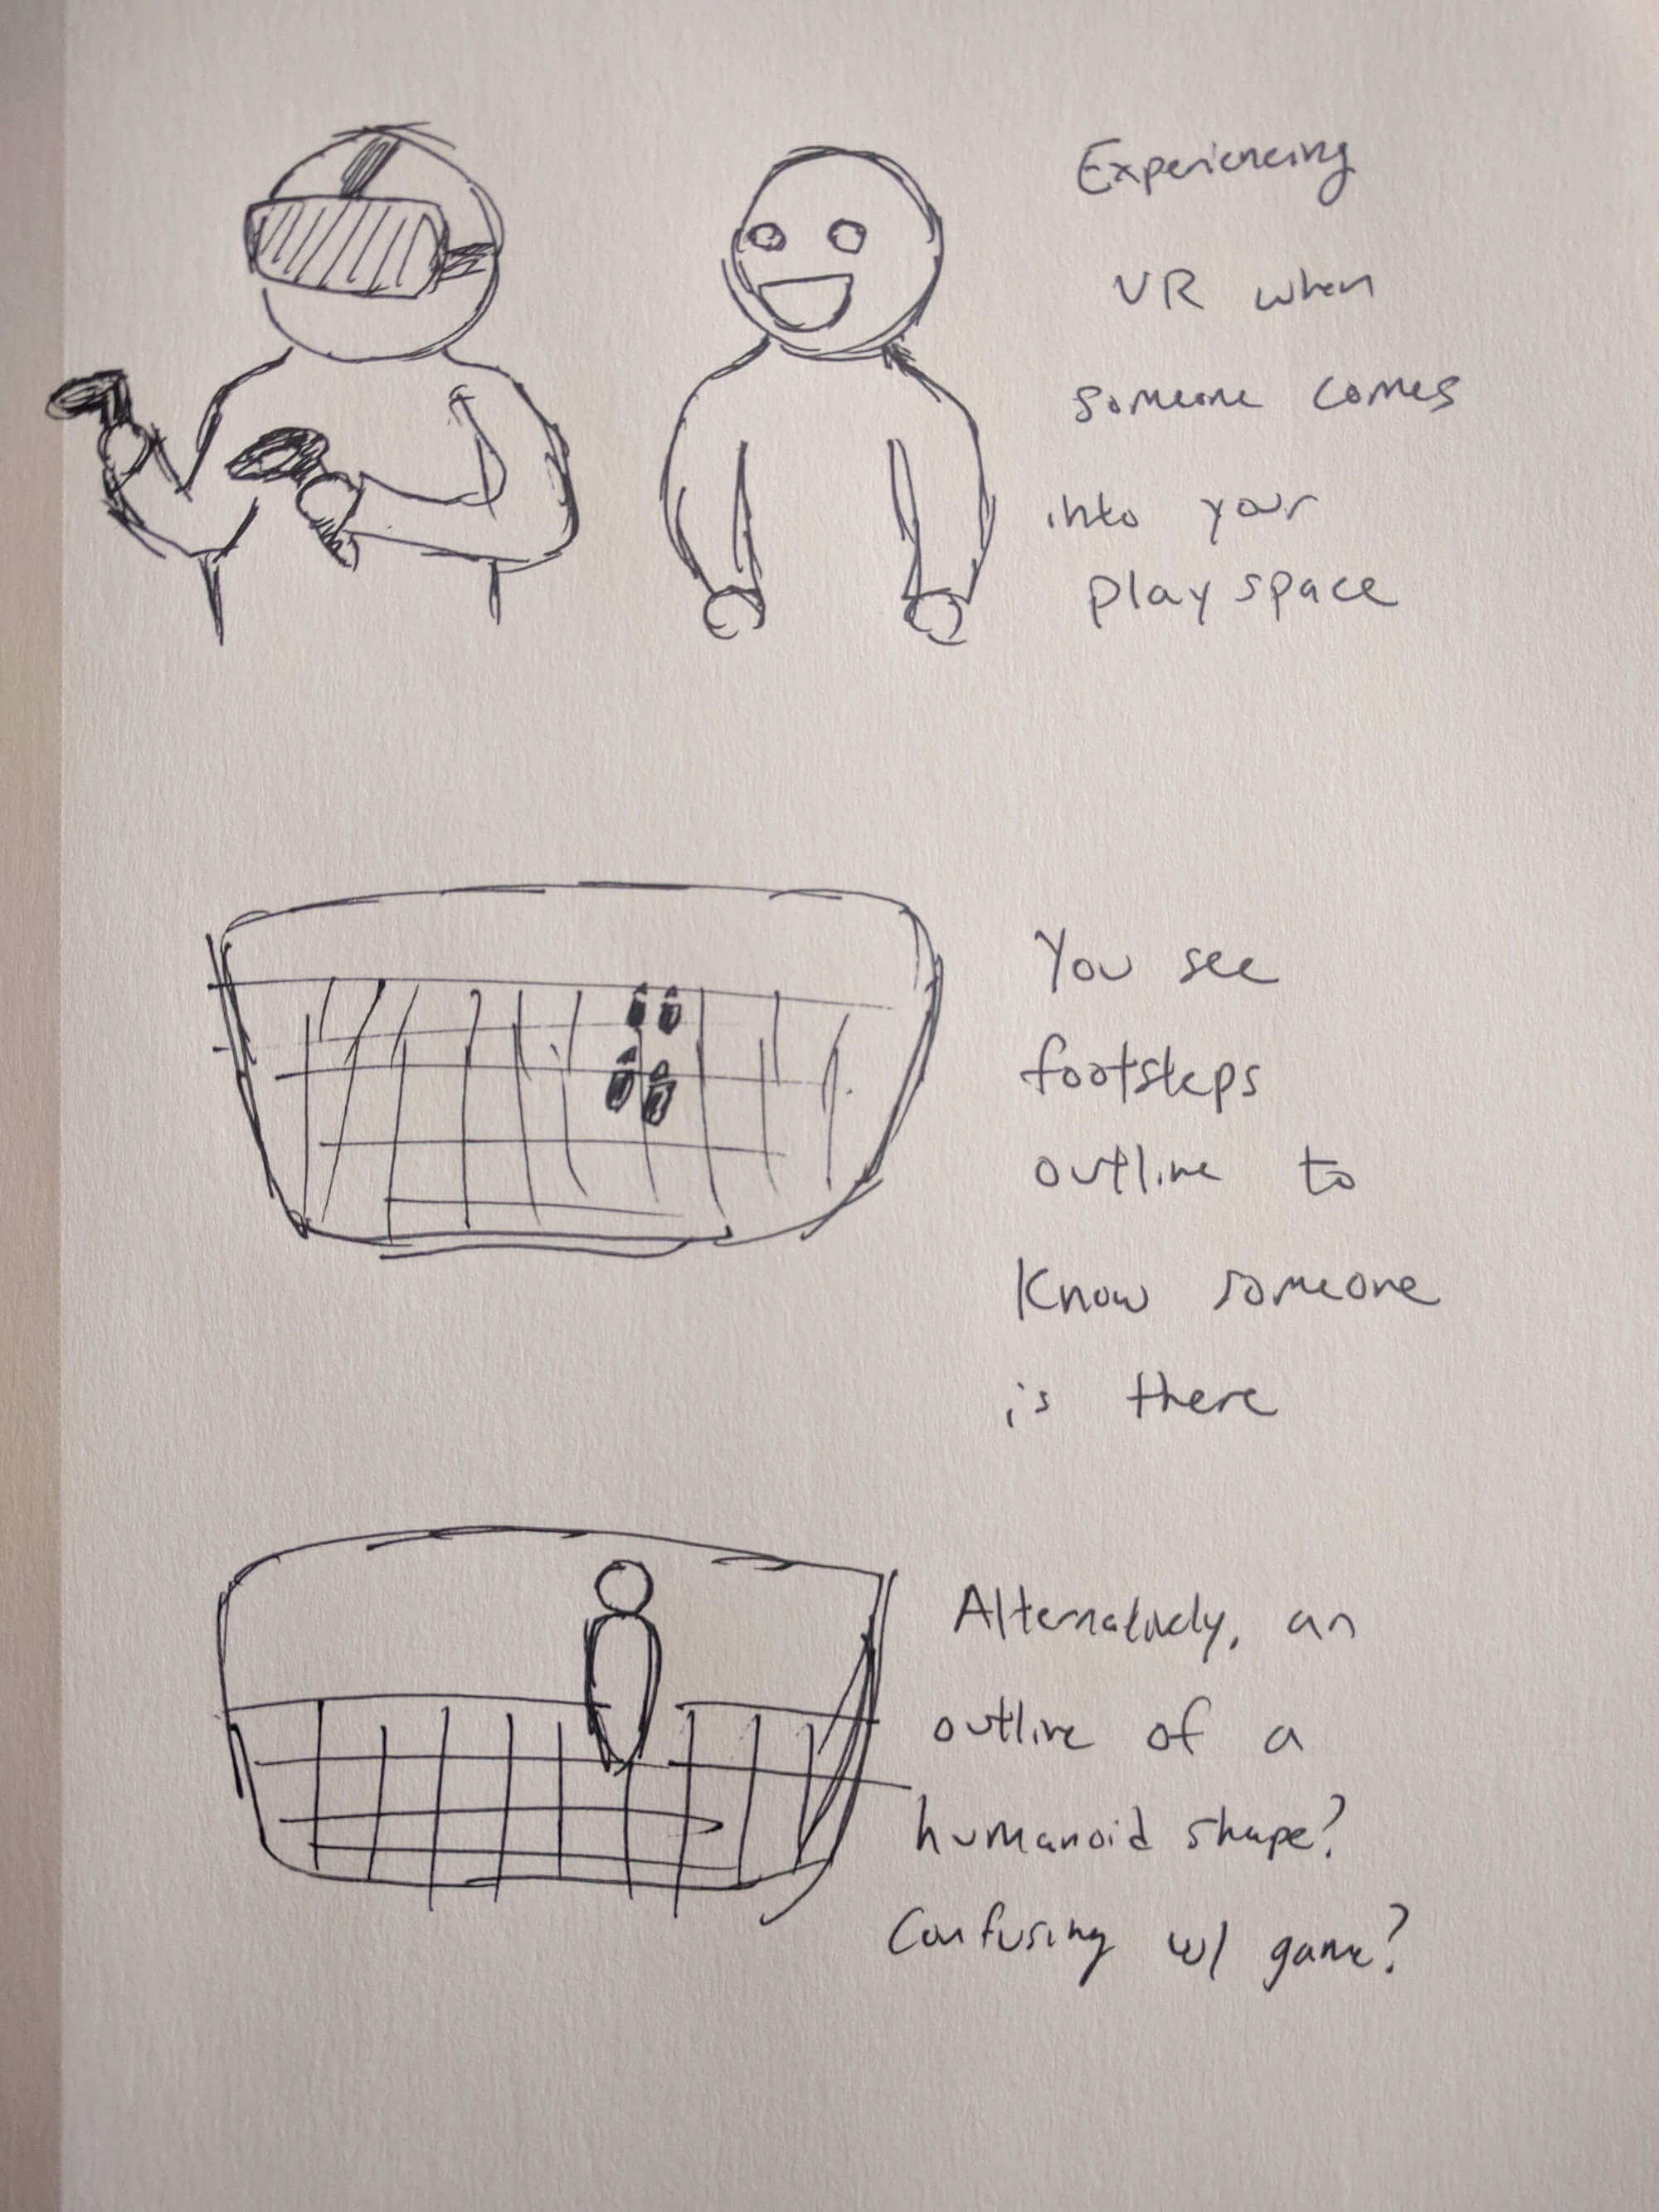 Experiencing
VR when
someone comes
into your
play space
You see
footsteps
outline to
Know someone
is there
Alternatively, an
outline of a
humanoid shape?
Confusing w/ game?